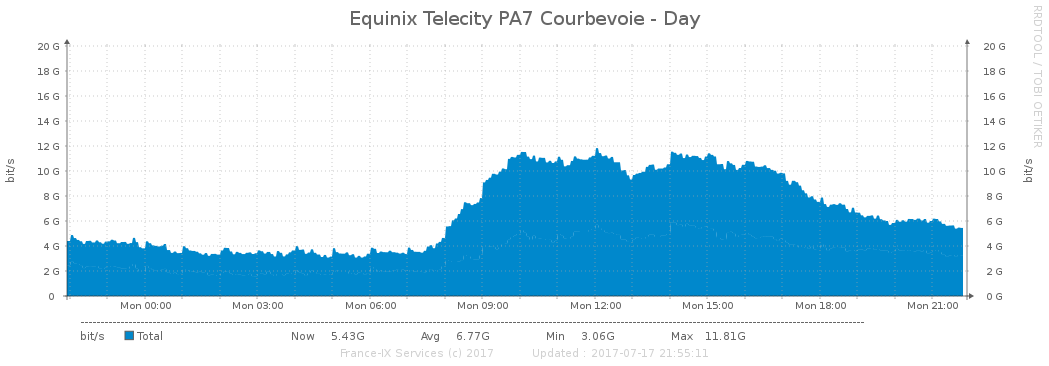 Equinix Telecity PA7 Courbevoie - Day
RRDTOOL / TOBI OETIKER
bit/s
bit/s
20 G 20 G
18 G 18 G
16 G 16 G
14 G 14 G
12 G 12 G
10 G 10 G
8 G 8 G
6 G 6 G
4 G 4 G
2 G 2 G
0 0 G
Mon 00:00 Mon 03:00 Mon 06:00 Mon 09:00 Mon 12:00 Mon 15:00 Mon 18:00 Mon 21:00
bit/s Total Now 5.43G Avg 6.77G Min 3.06G Max 11.81G
France-IX Services (c) 2017 Updated : 2017-07-17 21:55:11